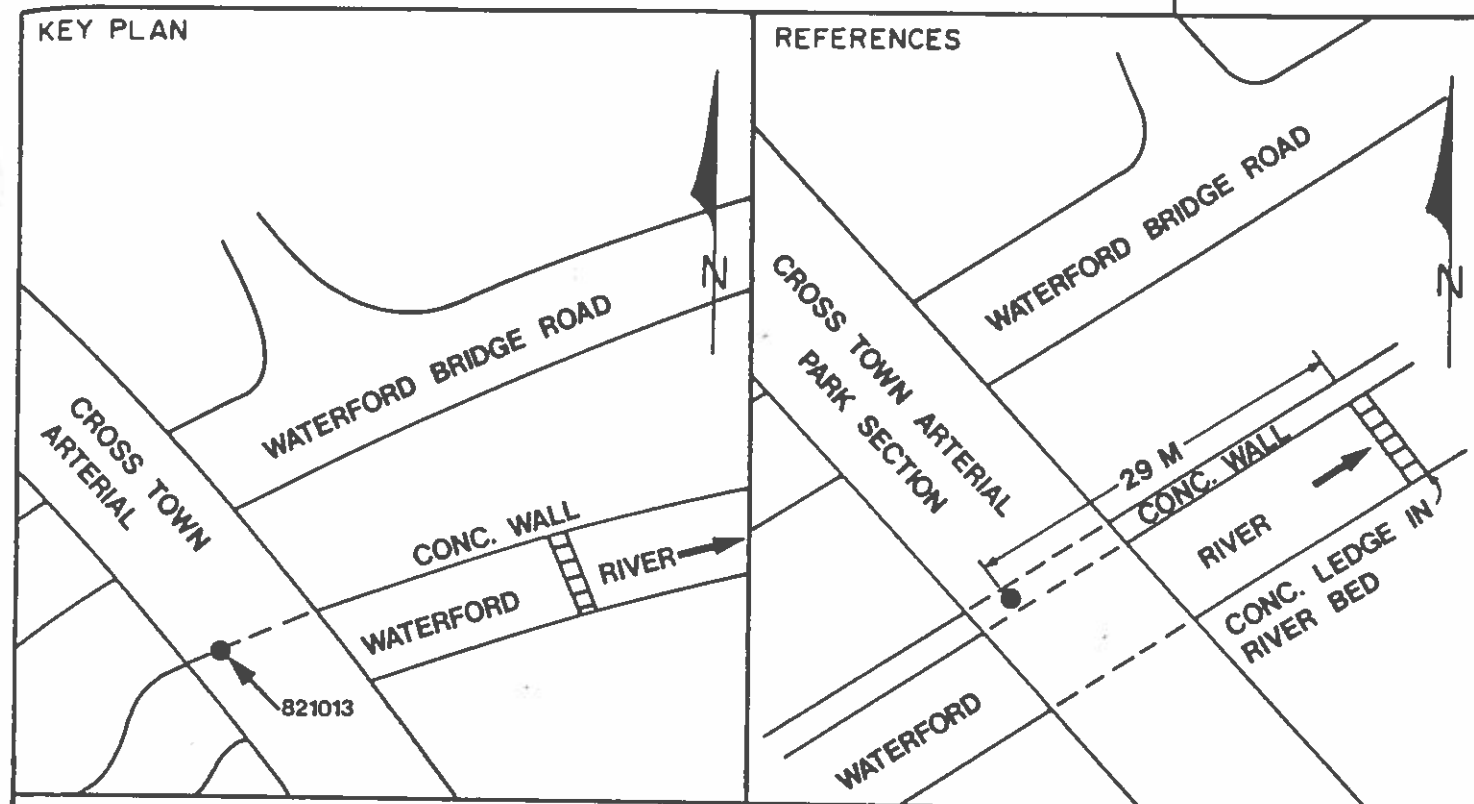 KEY PLAN
N
WATERFORD BRIDGE ROAD
CROSS TOWN
ARTERIAL
CONC. WALL
WATERFORD
RIVER
821013
REFERENCES
N
WATERFORD BRIDGE ROAD
CROSS TOWN ARTERIAL
PARK SECTION
29 M
CONC. WALL
RIVER
CONC. LEDGE IN
RIVER BED
WATERFORD